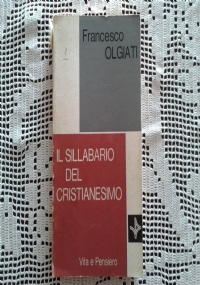 Francesco
OLGIATI
IL SILLABARIO
DEL
CRISTIANESIMO
Vita e Pensiero